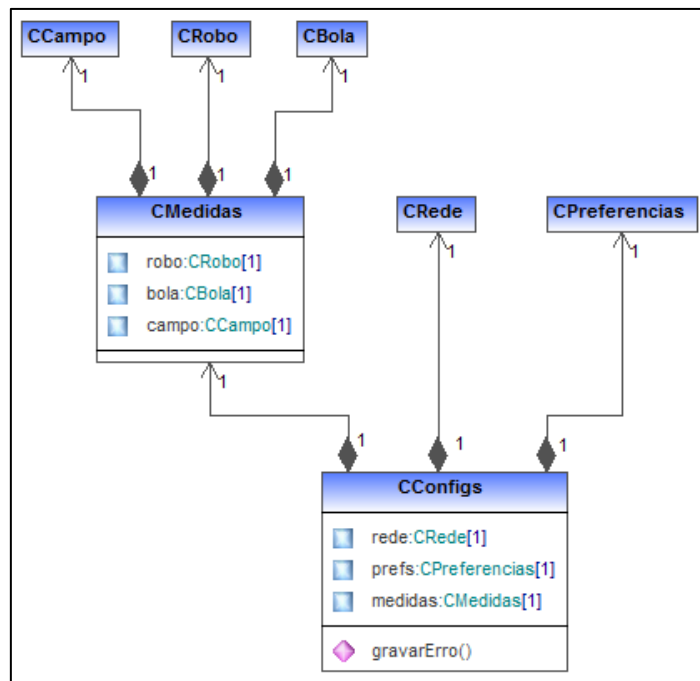 CCampo
CRobo
CBola
1
1
1
1
1
1
CMedidas
robo:CRobo[1]
bola:CBola[1]
campo:CCampo[1]
CRede
CPreferencias
1
1
1
1
1
1
CConfigs
rede:CRede[1]
prefs:CPreferencias[1]
medidas:CMedidas[1]
gravarErro()